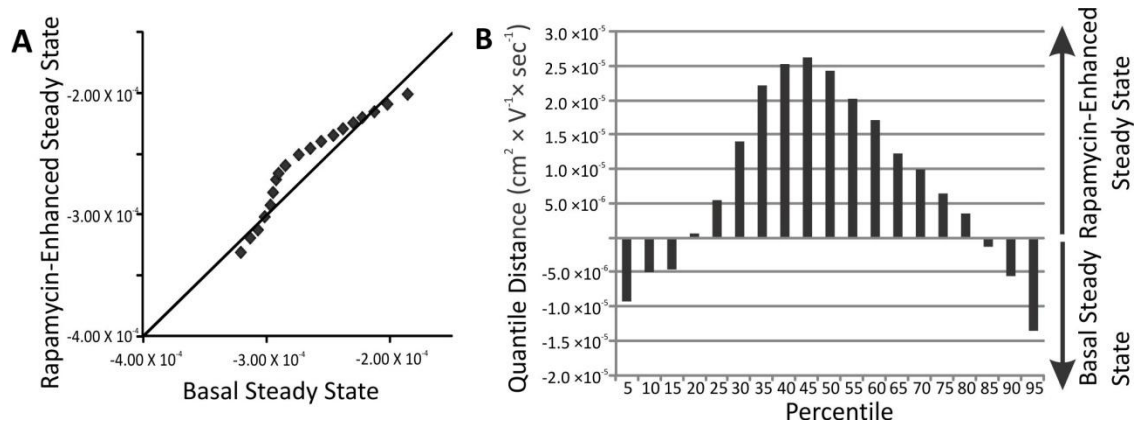 A
Rapamycin-Enhanced Steady State
-2.00 X 10⁻⁴
-3.00 X 10⁻⁴
-4.00 X 10⁻⁴
-4.00 X 10⁻⁴ -3.00 X 10⁻⁴ -2.00 X 10⁻⁴
Basal Steady State
B
Quantile Distance (cm² × V⁻¹× sec⁻¹)
3.0 ×10⁻⁵
2.5 ×10⁻⁵
2.0 ×10⁻⁵
1.5 ×10⁻⁵
1.0 ×10⁻⁵
5.0 ×10⁻⁶
-5.0 ×10⁻⁶
-1.0 ×10⁻⁵
-1.5 ×10⁻⁵
-2.0 ×10⁻⁵
5 10 15 20 25 30 35 40 45 50 55 60 65 70 75 80 85 90 95
Percentile
Rapamycin-Enhanced
Steady State
Basal Steady
State